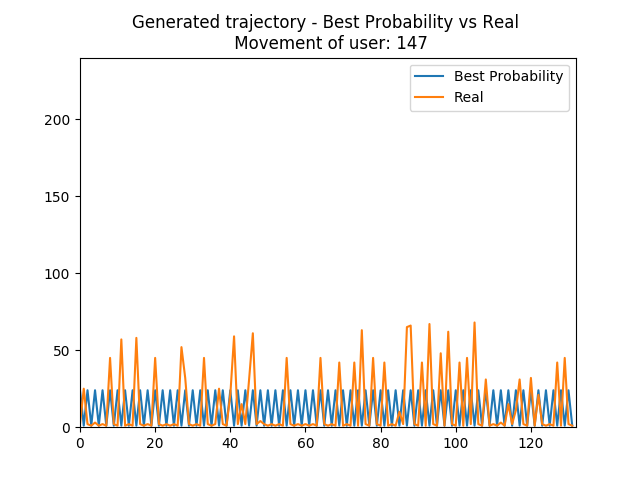 Generated trajectory - Best Probability vs Real
Movement of user: 147
Best Probability
Real
200
150
100
50
0
0 20 40 60 80 100 120